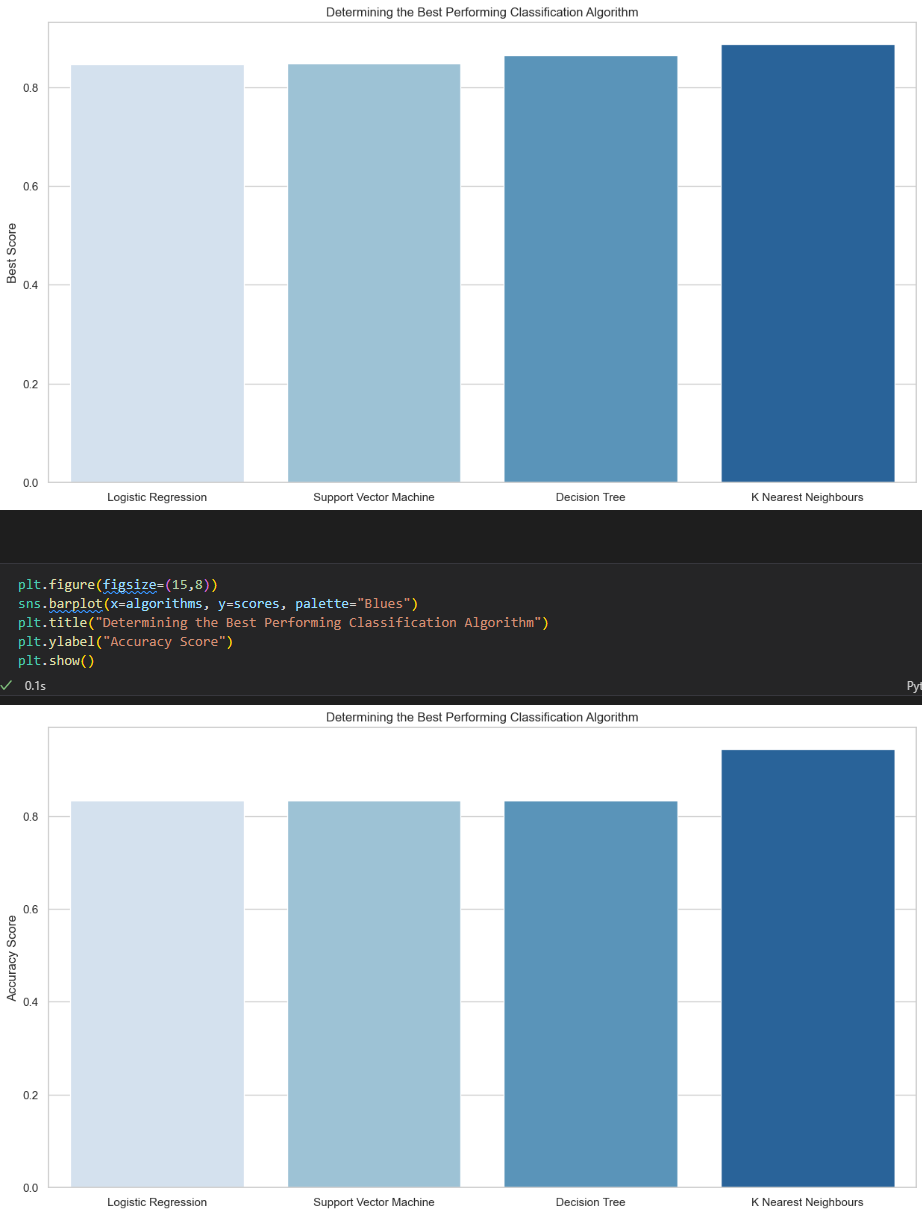 Determining the Best Performing Classification Algorithm
Best Score
0.8
0.6
0.4
0.2
0.0
Logistic Regression
Support Vector Machine
Decision Tree
K Nearest Neighbours
plt.figure(figsize=(15,8))
sns.barplot(x=algorithms, y=scores, palette="Blues")
plt.title("Determining the Best Performing Classification Algorithm")
plt.ylabel("Accuracy Score")
plt.show()
0.1s
Pyt
Determining the Best Performing Classification Algorithm
Accuracy Score
0.8
0.6
0.4
0.2
0.0
Logistic Regression
Support Vector Machine
Decision Tree
K Nearest Neighbours